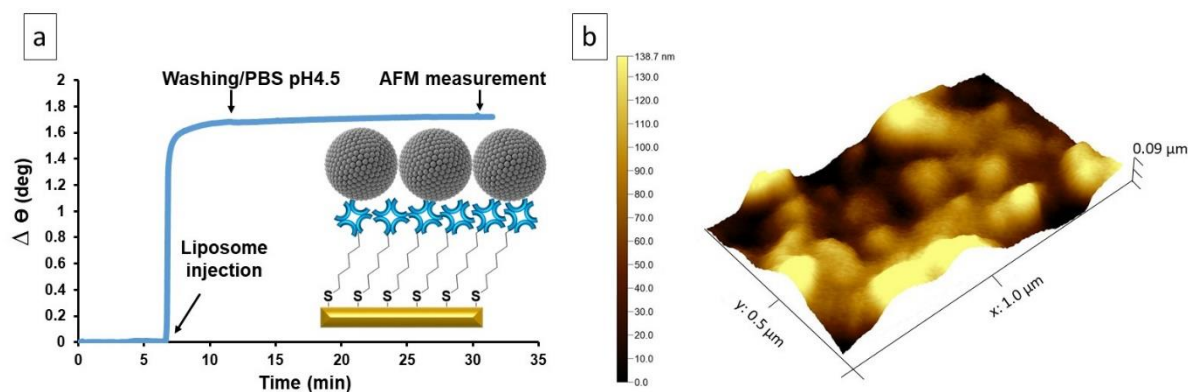 a
Washing/PBS pH4.5
AFM measurement
Δ Ө (deg)
2
1.8
1.6
1.4
1.2
1
0.8
0.6
0.4
0.2
0
Liposome
injection
S S S S S S
0 5 10 15 20 25 30 35
Time (min)
b
138.7 nm
130.0
120.0
110.0
100.0
90.0
80.0
70.0
60.0
50.0
40.0
30.0
20.0
10.0
0.0
0.09 µm
x: 1.0 µm
y: 0.5 µm